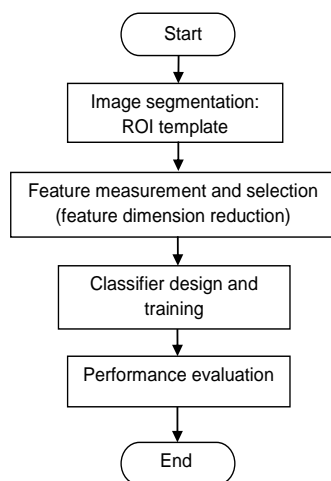 Start
Image segmentation:
ROI template
Feature measurement and selection
(feature dimension reduction)
Classifier design and
training
Performance evaluation
End